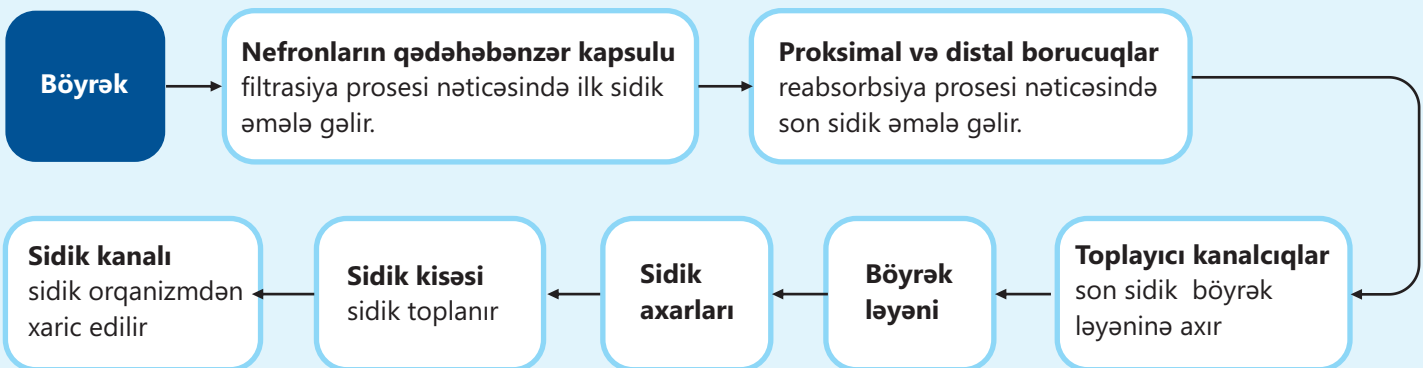 Böyrək
Nefronların qədəhəbənzər kapsulu
filtrasiya prosesi nəticəsində ilk sidik
əmələ gəlir.
Proksimal və distal borucuqlar
reabsorbsiya prosesi nəticəsində
son sidik əmələ gəlir.
Toplayıcı kanalcıqlar
son sidik böyrək
ləyəninə axır
Böyrək
ləyəni
Sidik
axarları
Sidik kisəsi
sidik toplanır
Sidik kanalı
sidik orqanizmdən
xaric edilir